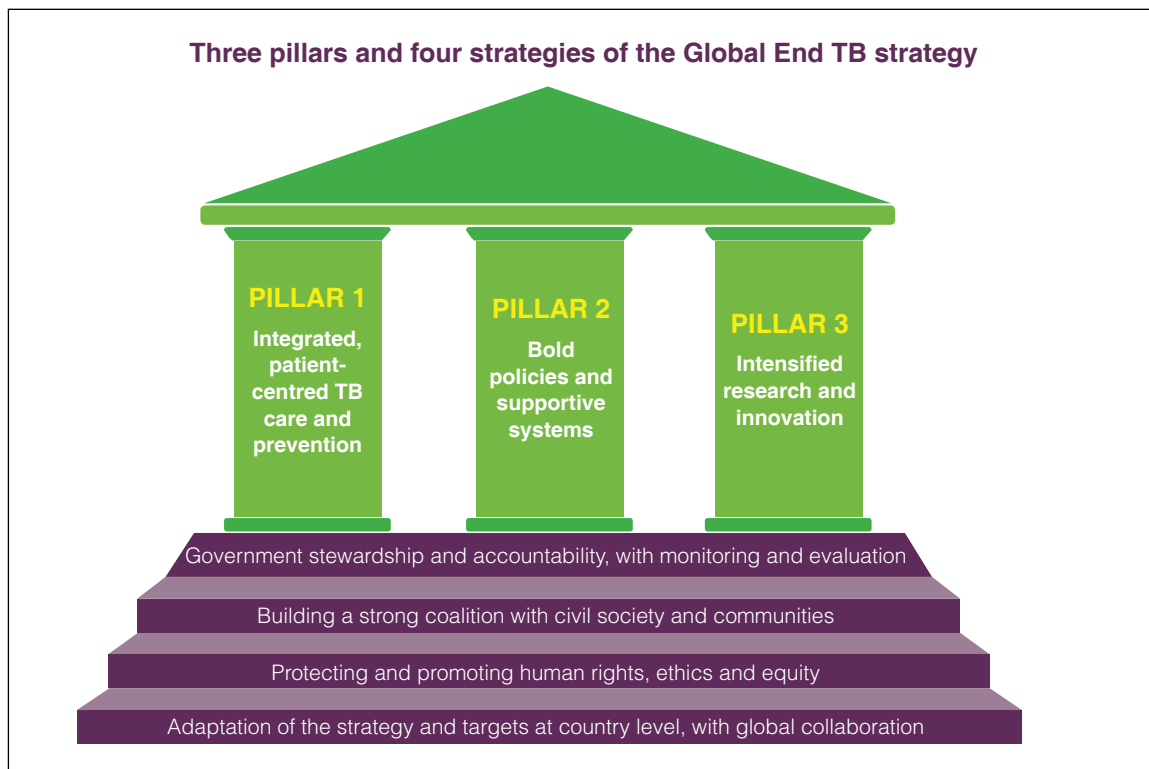 Three pillars and four strategies of the Global End TB strategy
PILLAR 1
Integrated,
patient-
centred TB
care and
prevention
PILLAR 2
Bold
policies and
supportive
systems
PILLAR 3
Intensified
research and
innovation
Government stewardship and accountability, with monitoring and evaluation
Building a strong coalition with civil society and communities
Protecting and promoting human rights, ethics and equity
Adaptation of the strategy and targets at country level, with global collaboration